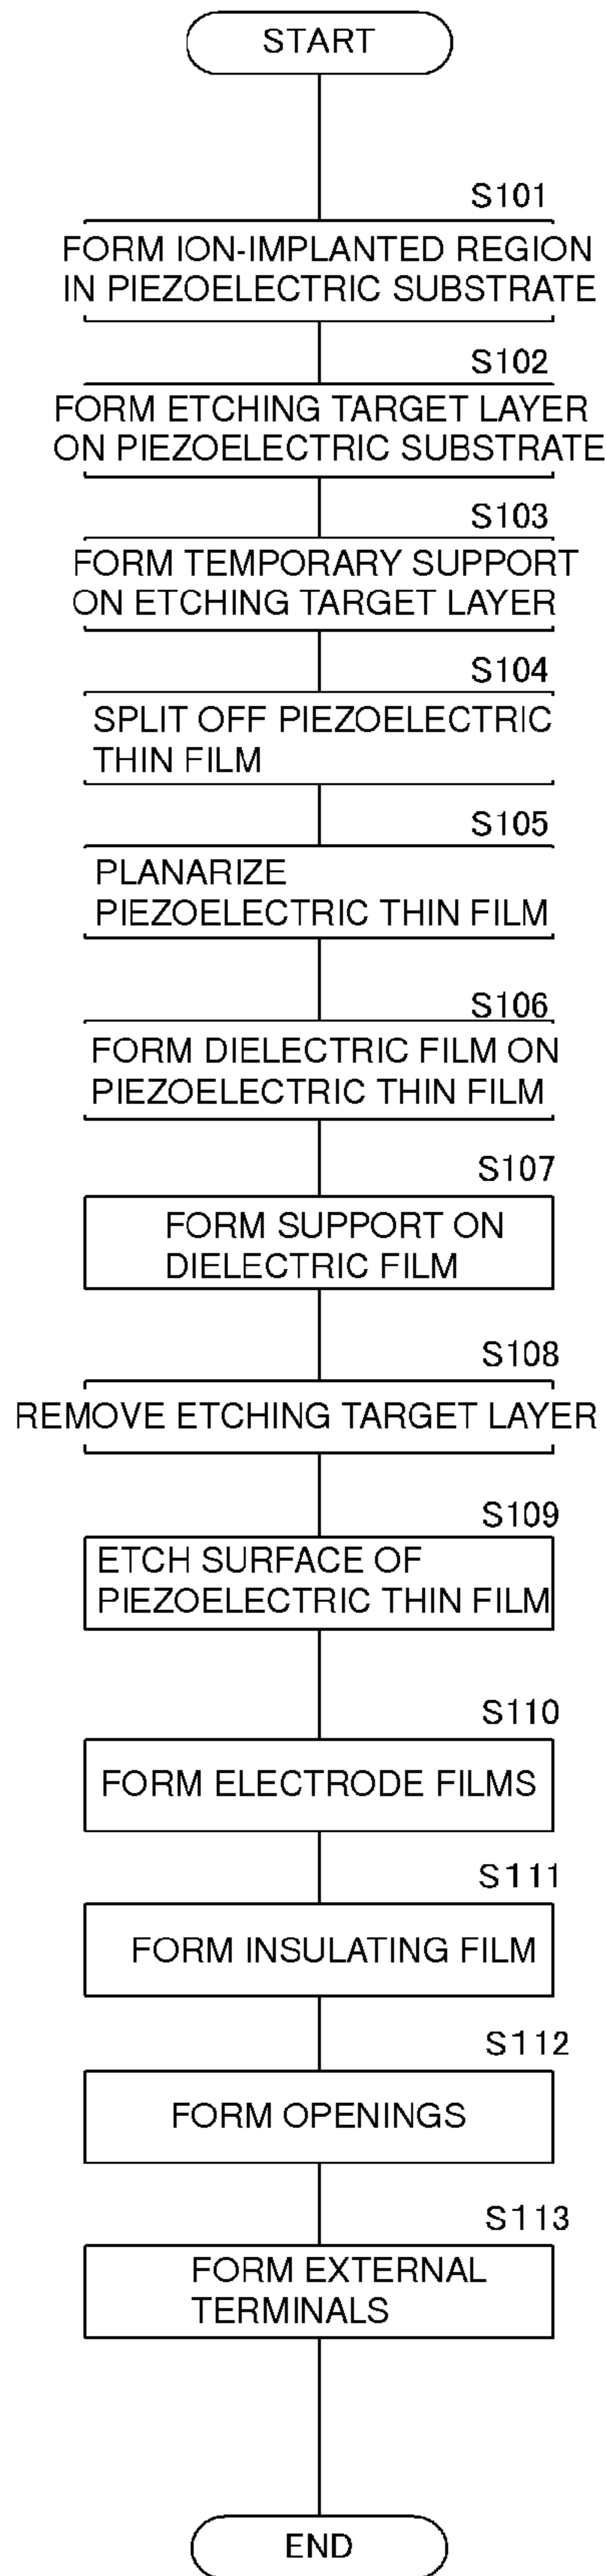 START
S101
FORM ION-IMPLANTED REGION
IN PIEZOELECTRIC SUBSTRATE
S102
FORM ETCHING TARGET LAYER
ON PIEZOELECTRIC SUBSTRATE
S103
FORM TEMPORARY SUPPORT
ON ETCHING TARGET LAYER
S104
SPLIT OFF PIEZOELECTRIC
THIN FILM
S105
PLANARIZE
PIEZOELECTRIC THIN FILM
S106
FORM DIELECTRIC FILM ON
PIEZOELECTRIC THIN FILM
S107
FORM SUPPORT ON
DIELECTRIC FILM
S108
REMOVE ETCHING TARGET LAYER
S109
ETCH SURFACE OF
PIEZOELECTRIC THIN FILM
S110
FORM ELECTRODE FILMS
S111
FORM INSULATING FILM
S112
FORM OPENINGS
S113
FORM EXTERNAL
TERMINALS
END